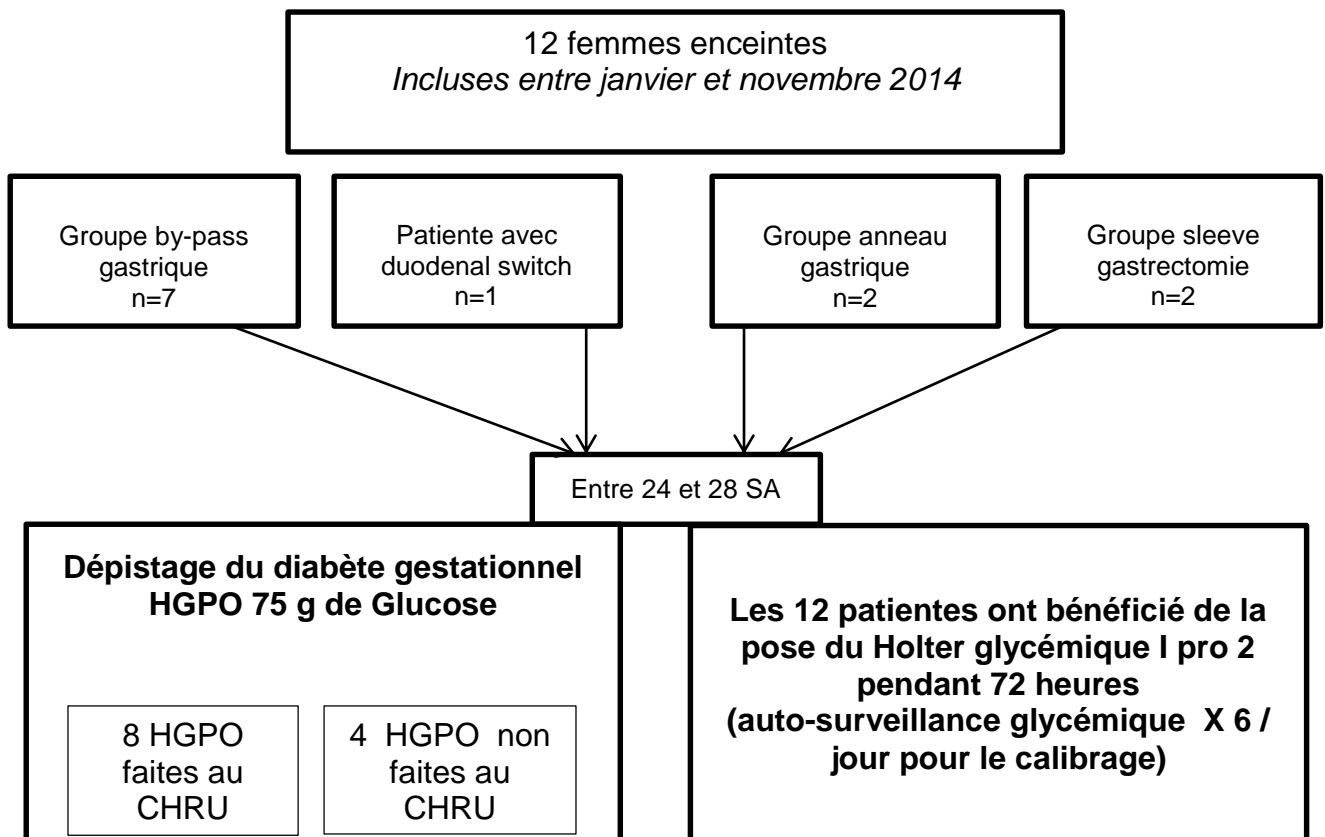 12 femmes enceintes
Incluses entre janvier et novembre 2014
Groupe by-pass
gastrique
n=7
Patiente avec
duodenal switch
n=1
Groupe anneau
gastrique
n=2
Groupe sleeve
gastrectomie
n=2
Entre 24 et 28 SA
Dépistage du diabète gestationnel
HGPO 75 g de Glucose
8 HGPO
faites au
CHRU
4 HGPO non
faites au
CHRU
Les 12 patientes ont bénéficié de la
pose du Holter glycémique I pro 2
pendant 72 heures
(auto-surveillance glycémique X 6 /
jour pour le calibrage)